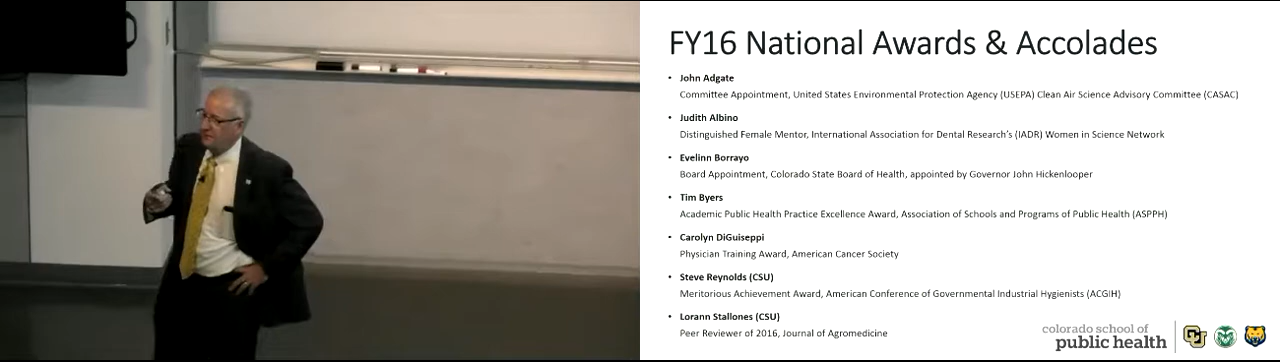 FY16 National Awards & Accolades
• John Adgate
Committee Appointment, United States Environmental Protection Agency (USEPA) Clean Air Science Advisory Committee (CASAC)
• Judith Albino
Distinguished Female Mentor, International Association for Dental Research's (IADR) Women in Science Network
• Evelinn Borrayo
Board Appointment, Colorado State Board of Health, appointed by Governor John Hickenlooper
• Tim Byers
Academic Public Health Practice Excellence Award, Association of Schools and Programs of Public Health (ASPPH)
• Carolyn DiGuiseppi
Physician Training Award, American Cancer Society
• Steve Reynolds (CSU)
Meritorious Achievement Award, American Conference of Governmental Industrial Hygienists (ACGIH)
• Lorann Stallones (CSU)
Peer Reviewer of 2016, Journal of Agromedicine
colorado school of
public health
CU